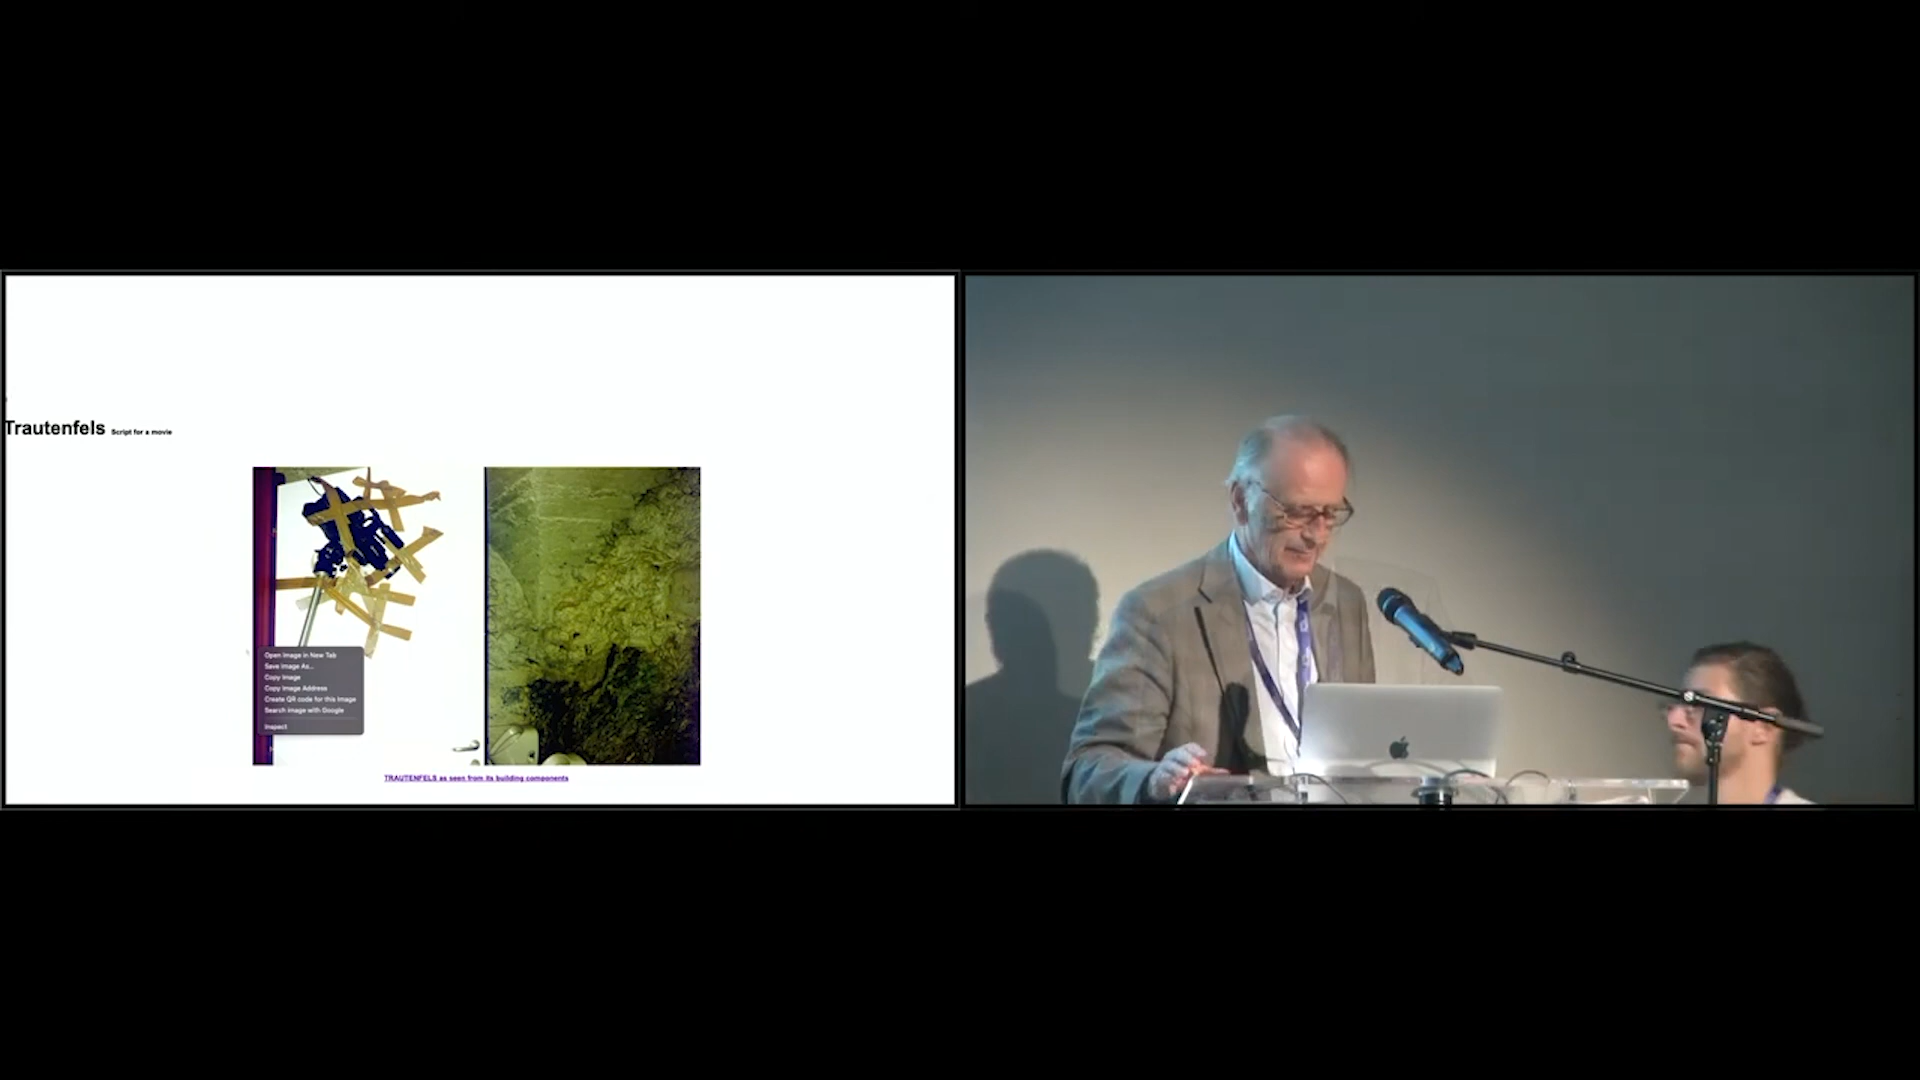 Trautenfels Script for a movie
Open Image in New Tab
Save Image As...
Copy Image
Copy Image Address
Create QR code for this Image
Search Image with Google
Inspect
TRAUTENFELS as seen from its building components